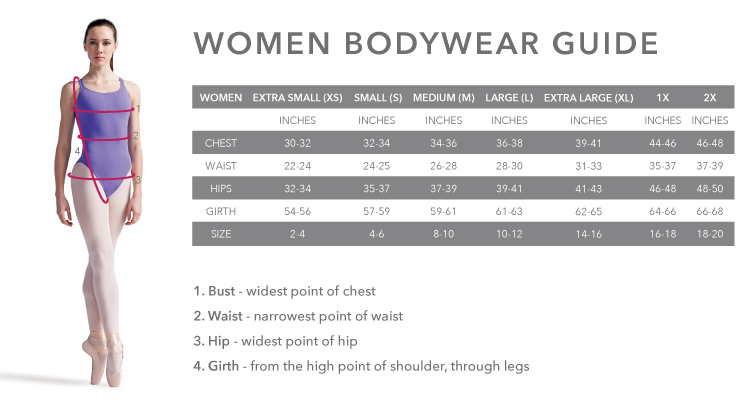 WOMEN BODYWEAR GUIDE
WOMEN EXTRA SMALL (XS) SMALL (S) MEDIUM (M) LARGE (L) EXTRA LARGE (XL) 1X 2X
INCHES INCHES INCHES INCHES INCHES INCHES INCHES
CHEST 30-32 32-34 34-36 36-38 39-41 44-46 46-48
WAIST 22-24 24-25 26-28 28-30 31-33 35-37 37-39
HIPS 32-34 35-37 37-39 39-41 41-43 46-48 48-50
GIRTH 54-56 57-59 59-61 61-63 62-65 64-66 66-68
SIZE 2-4 4-6 8-10 10-12 14-16 16-18 18-20
1
2
4
3
1. Bust - widest point of chest
2. Waist - narrowest point of waist
3. Hip - widest point of hip
4. Girth - from the high point of shoulder, through legs